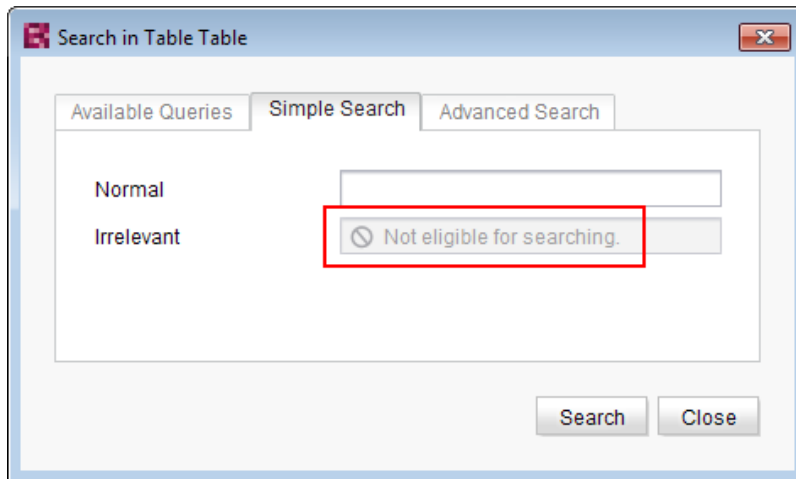 Search in Table Table
Available Queries Simple Search Advanced Search
Normal
Irrelevant Not eligible for searching.
Search Close